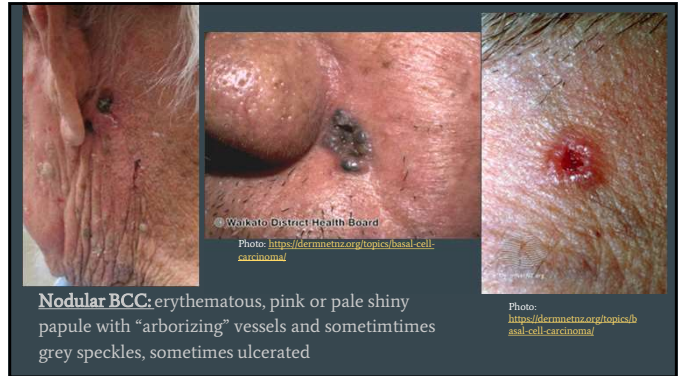 © Waikato District Health Board
Photo: https://dermnetnz.org/topics/basal-cell-
carcinoma/
Nodular BCC: erythematous, pink or pale shiny
papule with “arborizing” vessels and sometimtimes
grey speckles, sometimes ulcerated
Photo:
https://dermnetnz.org/topics/b
asal-cell-carcinoma/